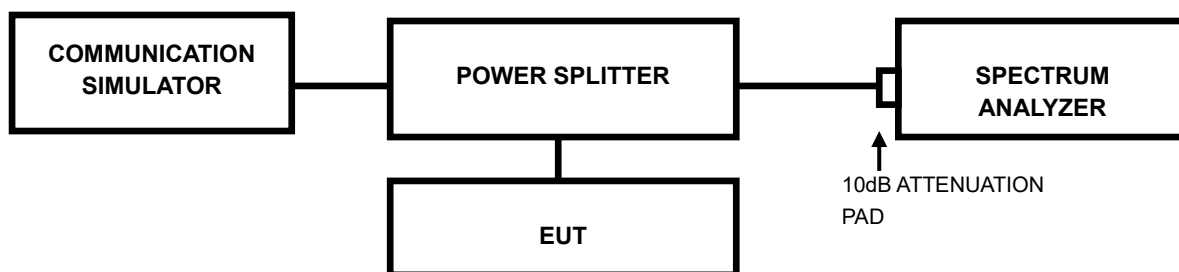 COMMUNICATION
SIMULATOR
POWER SPLITTER
SPECTRUM
ANALYZER
10dB ATTENUATION
PAD
EUT